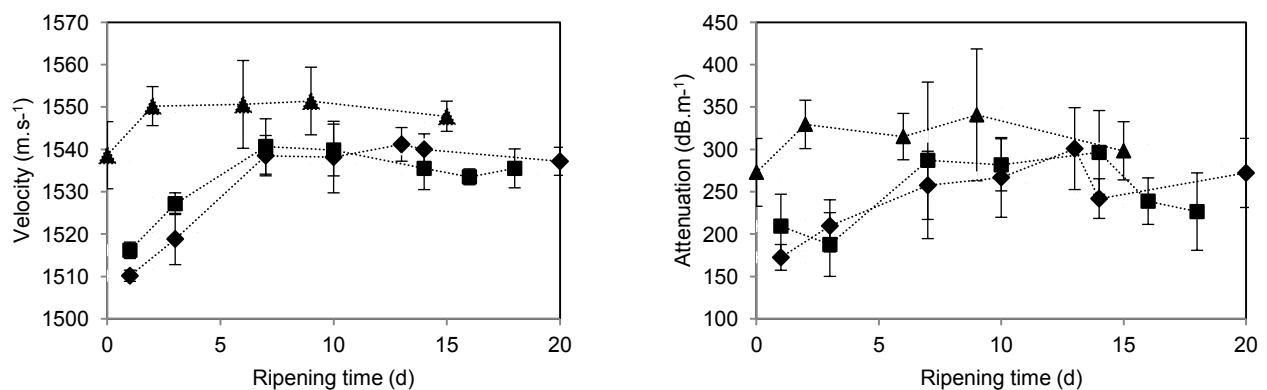 1570
1560
1550
1540
1530
1520
1510
1500
Velocity (m.s-1)
0 5 10 15 20
Ripening time (d)
450
400
350
300
250
200
150
100
Attenuation (dB.m-1)
0 5 10 15 20
Ripening time (d)